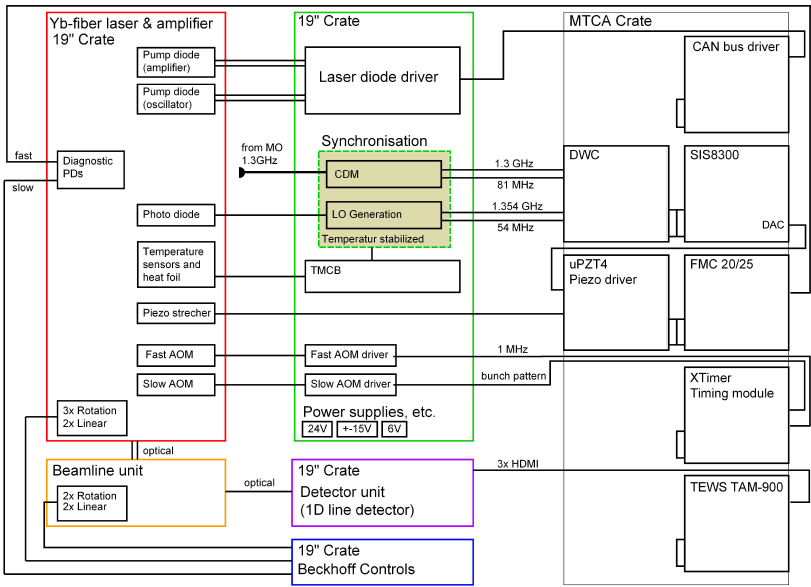 Yb-fiber laser & amplifier
19" Crate
Pump diode
(amplifier)
Pump diode
(oscillator)
fast
slow
Diagnostic
PDs
Photo diode
Temperature
sensors and
heat foil
Piezo strecher
Fast AOM
Slow AOM
3x Rotation
2x Linear
optical
Beamline unit
2x Rotation
2x Linear
optical
19" Crate
Laser diode driver
Synchronisation
from MO
1.3GHz
CDM
LO Generation
Temperatur stabilized
TMCB
Fast AOM driver
Slow AOM driver
Power supplies, etc.
24V
+-15V
6V
1.3 GHz
81 MHz
1.354 GHz
54 MHz
1 MHz
bunch pattern
19" Crate
Detector unit
(1D line detector)
3x HDMI
19" Crate
Beckhoff Controls
MTCA Crate
CAN bus driver
DWC
SIS8300
DAC
uPZT4
Piezo driver
FMC 20/25
XTimer
Timing module
TEWS TAM-900